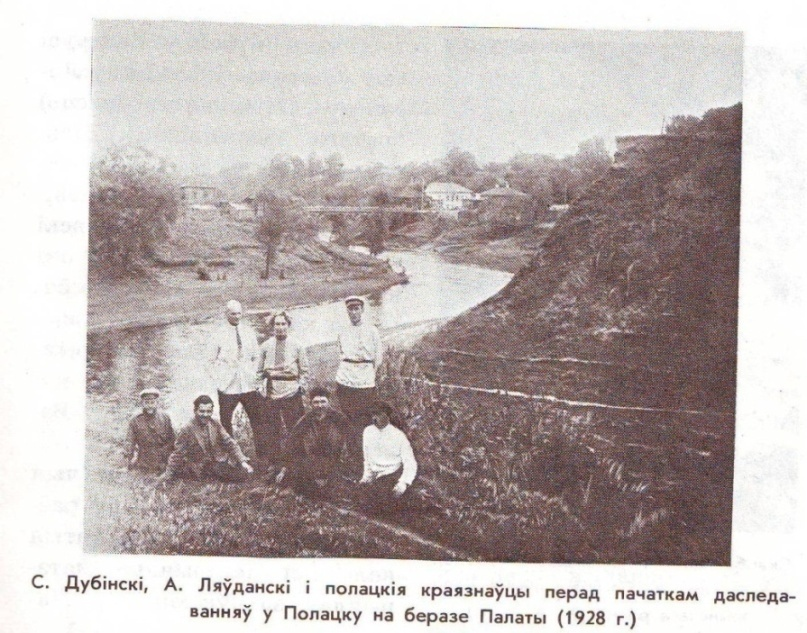 С. Дубінскі, А. Ляўданскі і полацкія краязнаўцы перад пачаткам даследа-
ванняў у Полацку на беразе Палаты (1928 г.)